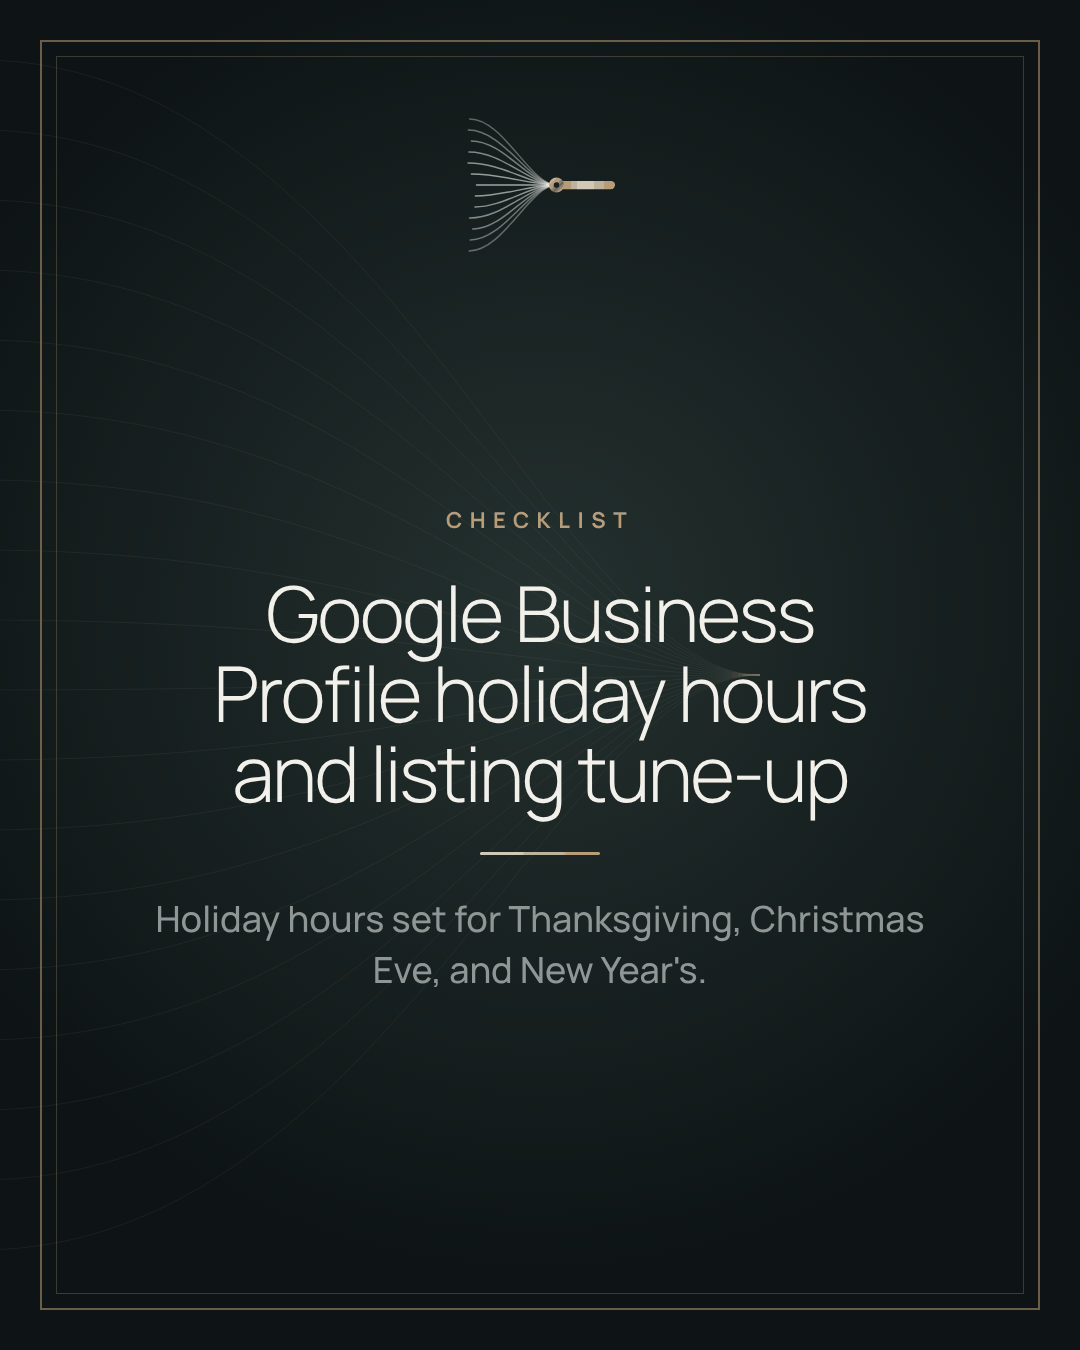 CHECKLIST
Google Business
Profile holiday hours
and listing tune-up
Holiday hours set for Thanksgiving, Christmas
Eve, and New Year's.